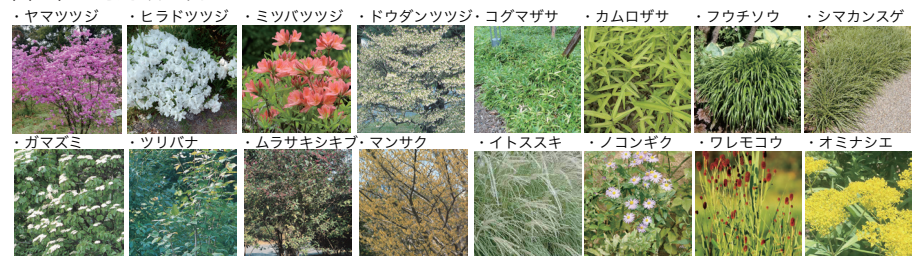 ・ヤマツツジ ・ヒラドツツジ ・ミツバツツジ ・ドウダンツツジ ・コグマザサ ・カムロザサ ・フウチソウ ・シマカンスゲ
・ガマズミ ・ツリバナ ・ムラサキシキブ ・マンサク ・イトススキ ・ノコンギク ・ワレモコウ ・オミナシエ